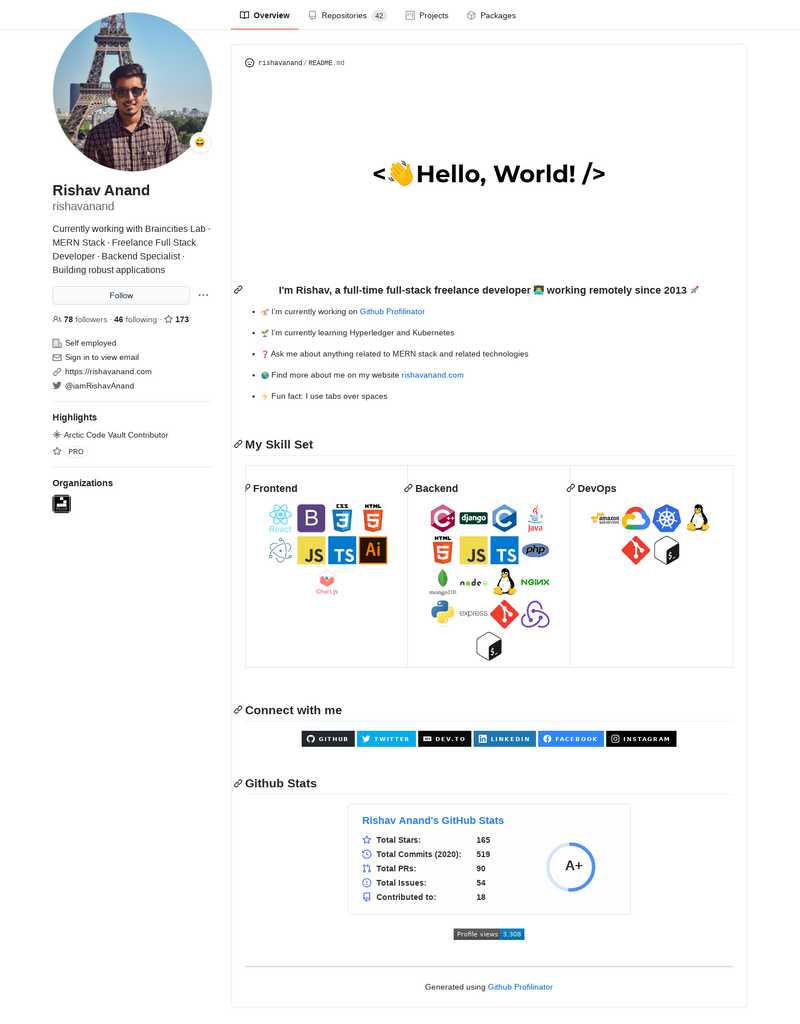 Overview
Repositories 42
Projects
Packages
Rishav Anand
rishavanand
Currently working with Braincities Lab ·
MERN Stack · Freelance Full Stack
Developer · Backend Specialist ·
Building robust applications
Follow
78 followers · 46 following · 173
Self employed
Sign in to view email
https://rishavanand.com
@iamRishavAnand
Highlights
Arctic Code Vault Contributor
PRO
Organizations
rishavanand / README.md
<👋Hello, World! />
I'm Rishav, a full-time full-stack freelance developer 👨🏻‍💻 working remotely since 2013 🚀
• 🔭 I'm currently working on Github Profilinator
• 🌱 I'm currently learning Hyperledger and Kubernetes
• ❓ Ask me about anything related to MERN stack and related technologies
• 🌏 Find more about me on my website rishavanand.com
• ⚡ Fun fact: I use tabs over spaces
My Skill Set
Frontend
React
B
CSS
3
HTML
5
JS
TS
Ai
Chart.js
Backend
C++
django
C
Java
HTML
5
JS
TS
php
mongoDB
node
NGINX
express
$_
DevOps
amazon
$_
Connect with me
GITHUB
TWITTER
DEV.TO
LINKEDIN
FACEBOOK
INSTAGRAM
Github Stats
Rishav Anand's GitHub Stats
Total Stars: 165
Total Commits (2020): 519
Total PRs: 90
Total Issues: 54
Contributed to: 18
A+
Profile views 3,308
Generated using Github Profilinator